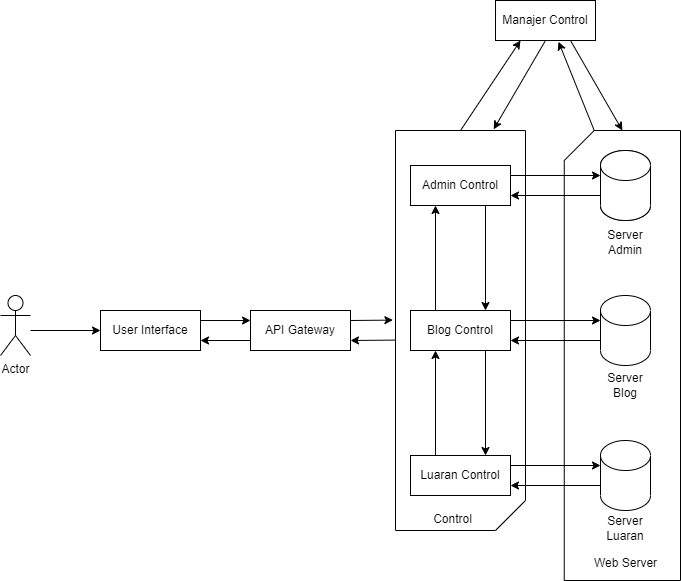 Manajer Control
Admin Control
Server
Admin
User Interface
API Gateway
Blog Control
Actor
Server
Blog
Luaran Control
Control
Server
Luaran
Web Server